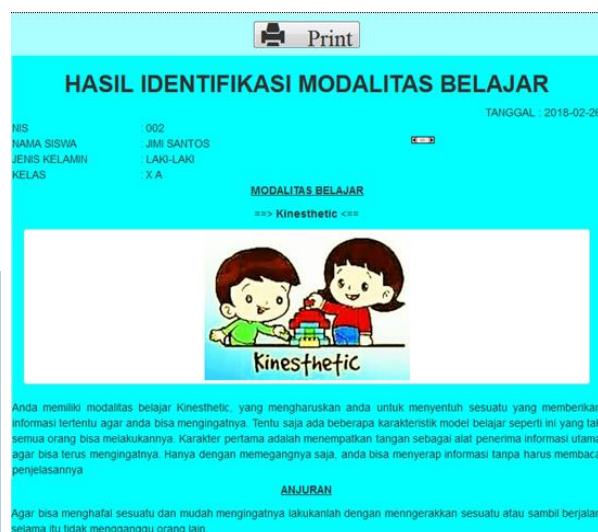 Print
HASIL IDENTIFIKASI MODALITAS BELAJAR
TANGGAL : 2018-02-26
NIS : 002
NAMA SISWA : JIMI SANTOS
JENIS KELAMIN : LAKI-LAKI
KELAS : X A
MODALITAS BELAJAR
==> Kinesthetic <==
Kinesthetic
Anda memiliki modalitas belajar Kinesthetic, yang mengharuskan anda untuk menyentuh sesuatu yang memberikan
informasi tertentu agar anda bisa mengingatnya. Tentu saja ada beberapa karakteristik model belajar seperti ini yang tak
semua orang bisa melakukannya. Karakter pertama adalah menempatkan tangan sebagai alat penerima informasi utama
agar bisa terus mengingatnya. Hanya dengan memegangnya saja, anda bisa menyerap informasi tanpa harus membaca
penjelasannya
ANJURAN
Agar bisa menghafal sesuatu dan mudah mengingatnya lakukanlah dengan menngerakkan sesuatu atau sambil berjalan
selama itu tidak mengganggu orang lain.